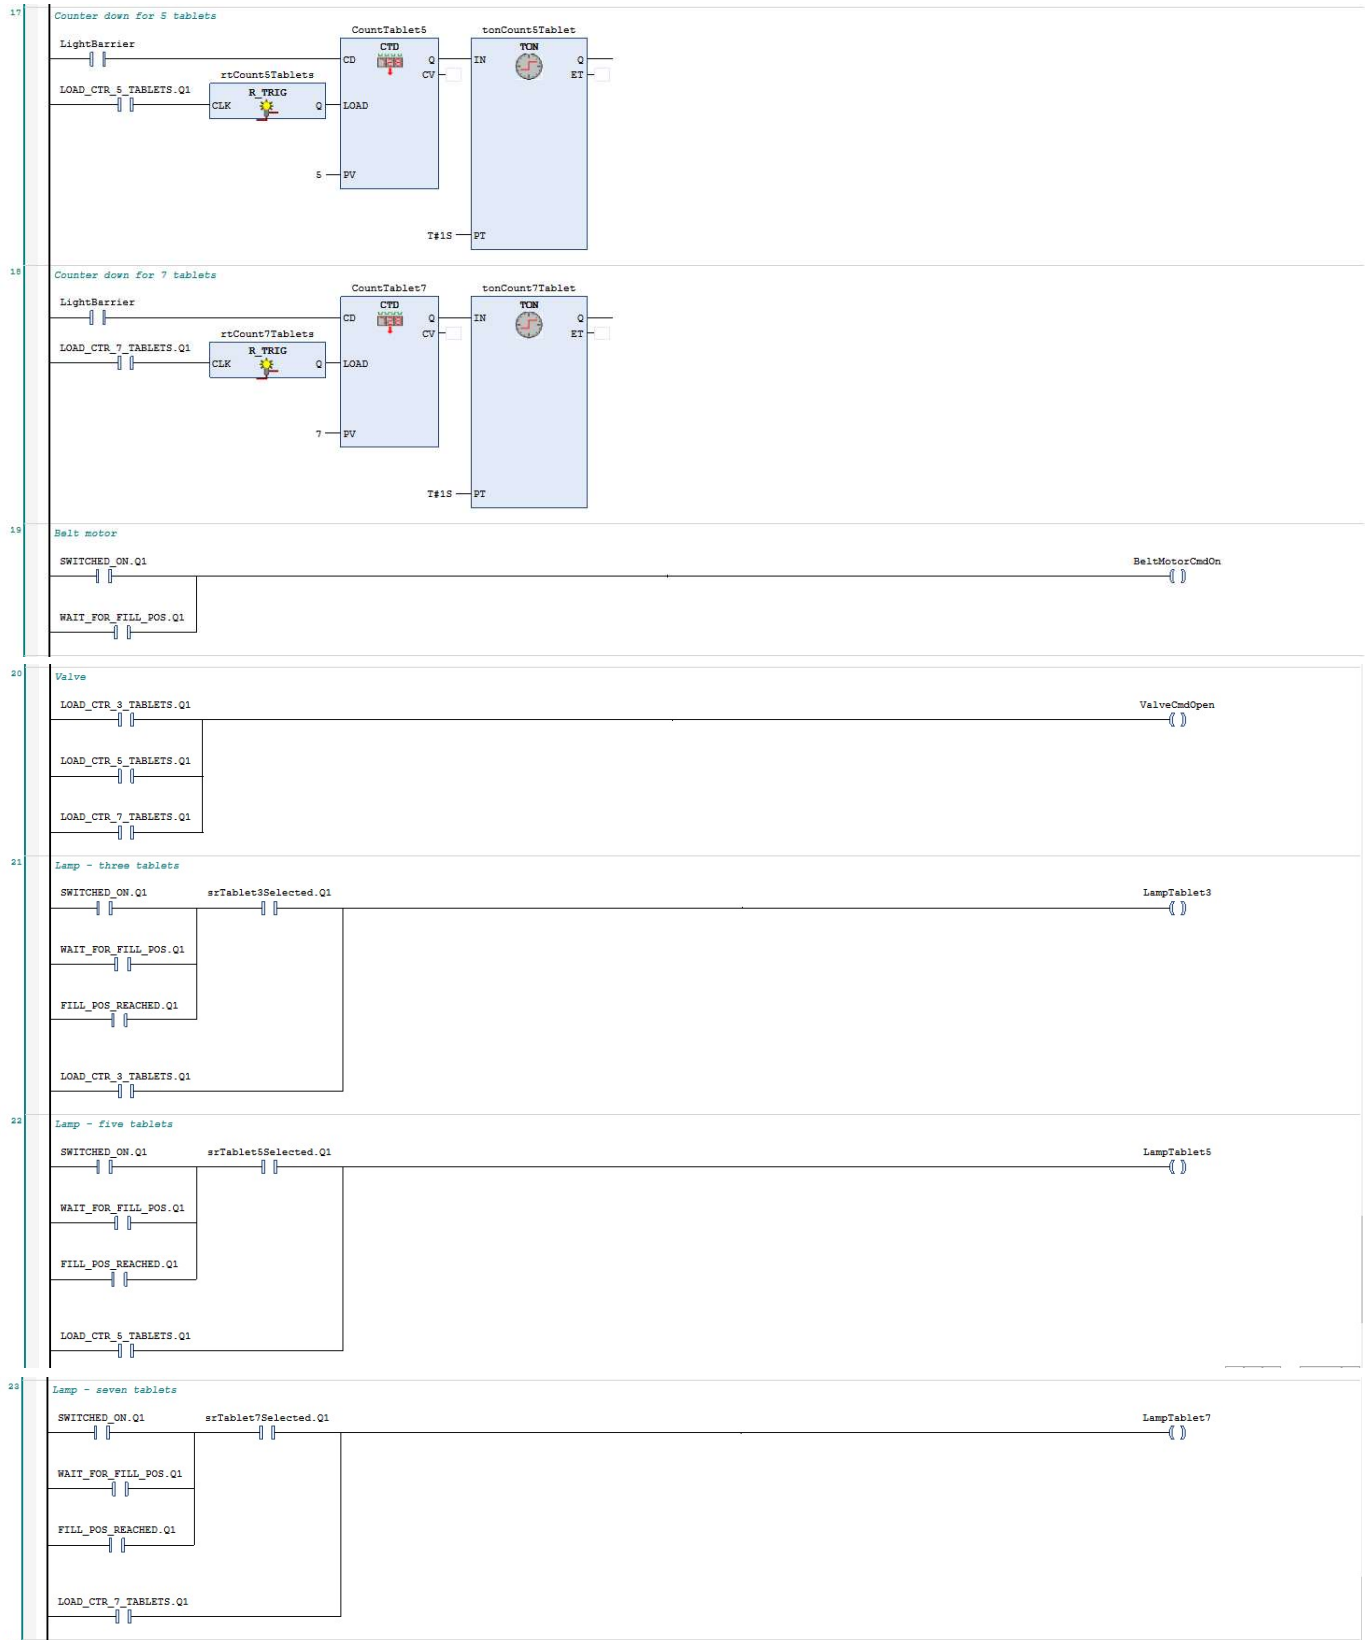 17
Counter down for 5 tablets
CountTablet5 tonCount5Tablet
LightBarrier CTD TON
CD Q IN Q
CV ET
rtCount5Tablets
LOAD_CTR_5_TABLETS.Q1 R_TRIG
CLK Q LOAD
5 PV
T#1S PT
18
Counter down for 7 tablets
CountTablet7 tonCount7Tablet
LightBarrier CTD TON
CD Q IN Q
CV ET
rtCount7Tablets
LOAD_CTR_7_TABLETS.Q1 R_TRIG
CLK Q LOAD
7 PV
T#1S PT
19
Belt motor
SWITCHED_ON.Q1 BeltMotorCmdOn
WAIT_FOR_FILL_POS.Q1
20
Valve
LOAD_CTR_3_TABLETS.Q1 ValveCmdOpen
LOAD_CTR_5_TABLETS.Q1
LOAD_CTR_7_TABLETS.Q1
21
Lamp - three tablets
SWITCHED_ON.Q1 srTablet3Selected.Q1 LampTablet3
WAIT_FOR_FILL_POS.Q1
FILL_POS_REACHED.Q1
LOAD_CTR_3_TABLETS.Q1
22
Lamp - five tablets
SWITCHED_ON.Q1 srTablet5Selected.Q1 LampTablet5
WAIT_FOR_FILL_POS.Q1
FILL_POS_REACHED.Q1
LOAD_CTR_5_TABLETS.Q1
23
Lamp - seven tablets
SWITCHED_ON.Q1 srTablet7Selected.Q1 LampTablet7
WAIT_FOR_FILL_POS.Q1
FILL_POS_REACHED.Q1
LOAD_CTR_7_TABLETS.Q1